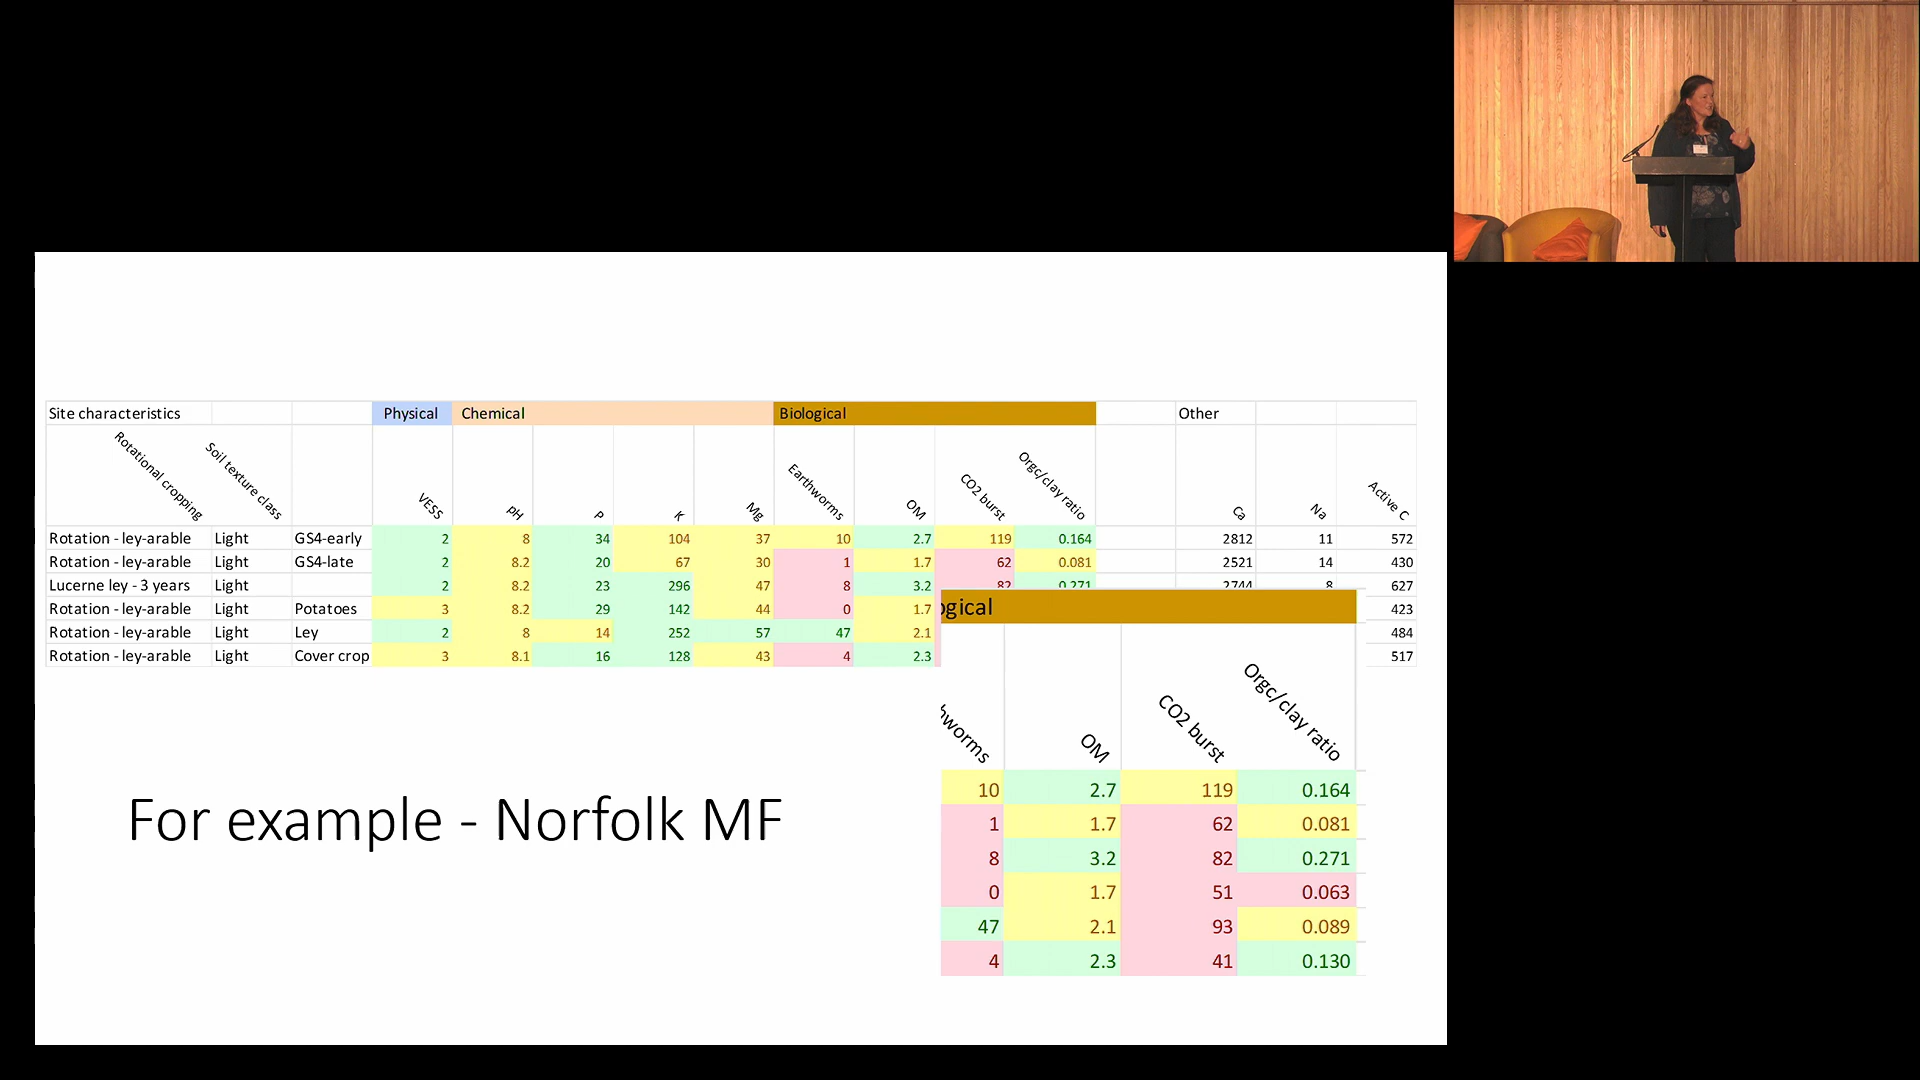 Site characteristics Physical Chemical Biological Other
Rotational cropping Soil texture class VESS pH P K Mg Earthworms OM CO2 burst Orgc/clay ratio Ca Na Active C
Rotation - ley-arable Light GS4-early 2 8 34 104 37 10 2.7 119 0.164 2812 11 572
Rotation - ley-arable Light GS4-late 2 8.2 20 67 30 1 1.7 62 0.081 2521 14 430
Lucerne ley - 3 years Light 2 8.2 23 296 47 8 3.2 82 0.271 2744 8 627
Rotation - ley-arable Light Potatoes 3 8.2 29 142 44 0 1.7 423
Rotation - ley-arable Light Ley 2 8 14 252 57 47 2.1 484
Rotation - ley-arable Light Cover crop 3 8.1 16 128 43 4 2.3 517
ogical
hworms OM CO2 burst Orgc/clay ratio
10 2.7 119 0.164
1 1.7 62 0.081
8 3.2 82 0.271
0 1.7 51 0.063
47 2.1 93 0.089
4 2.3 41 0.130
For example - Norfolk MF